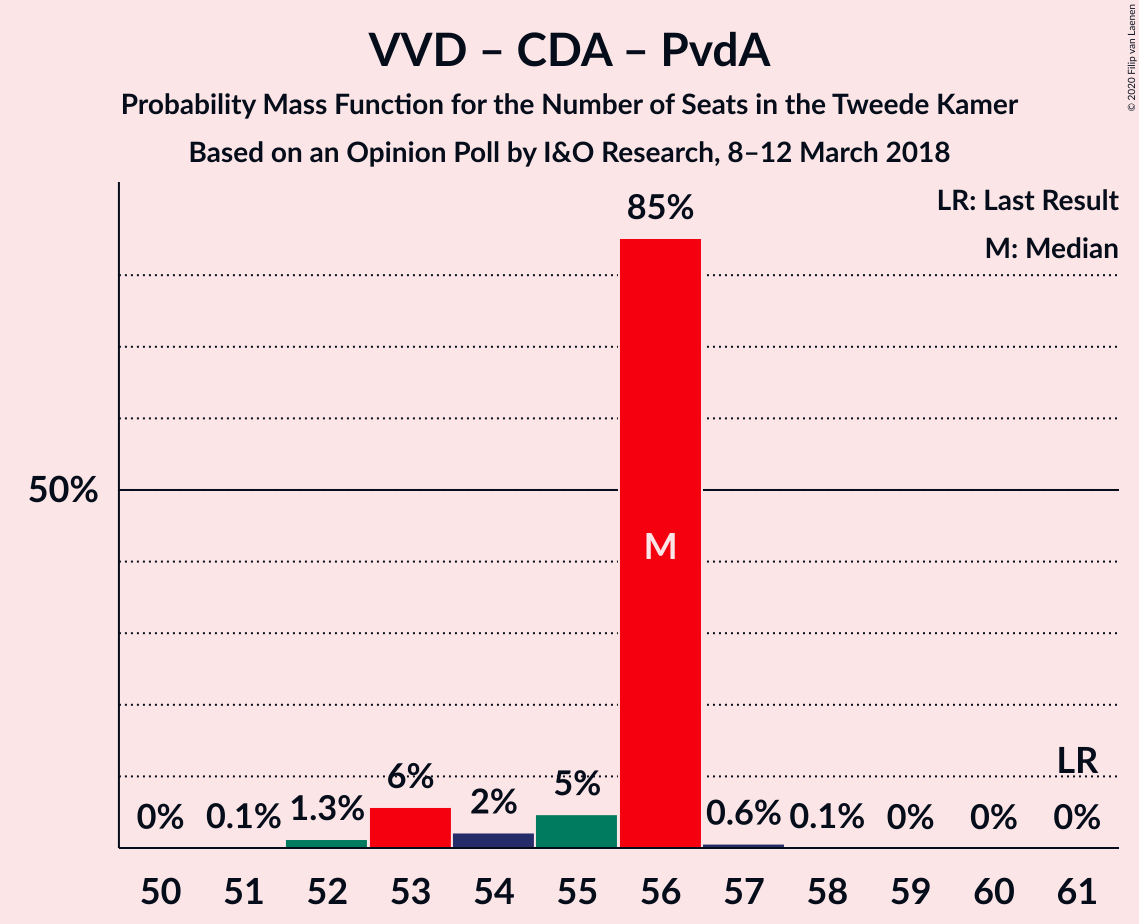 VVD – CDA – PvdA
Probability Mass Function for the Number of Seats in the Tweede Kamer
Based on an Opinion Poll by I&O Research, 8–12 March 2018
© 2020 Filip van Laenen
LR: Last Result
M: Median
85%
50%
M
LR
0% 0.1% 1.3% 6% 2% 5% 0.6% 0.1% 0% 0% 0%
50 51 52 53 54 55 56 57 58 59 60 61